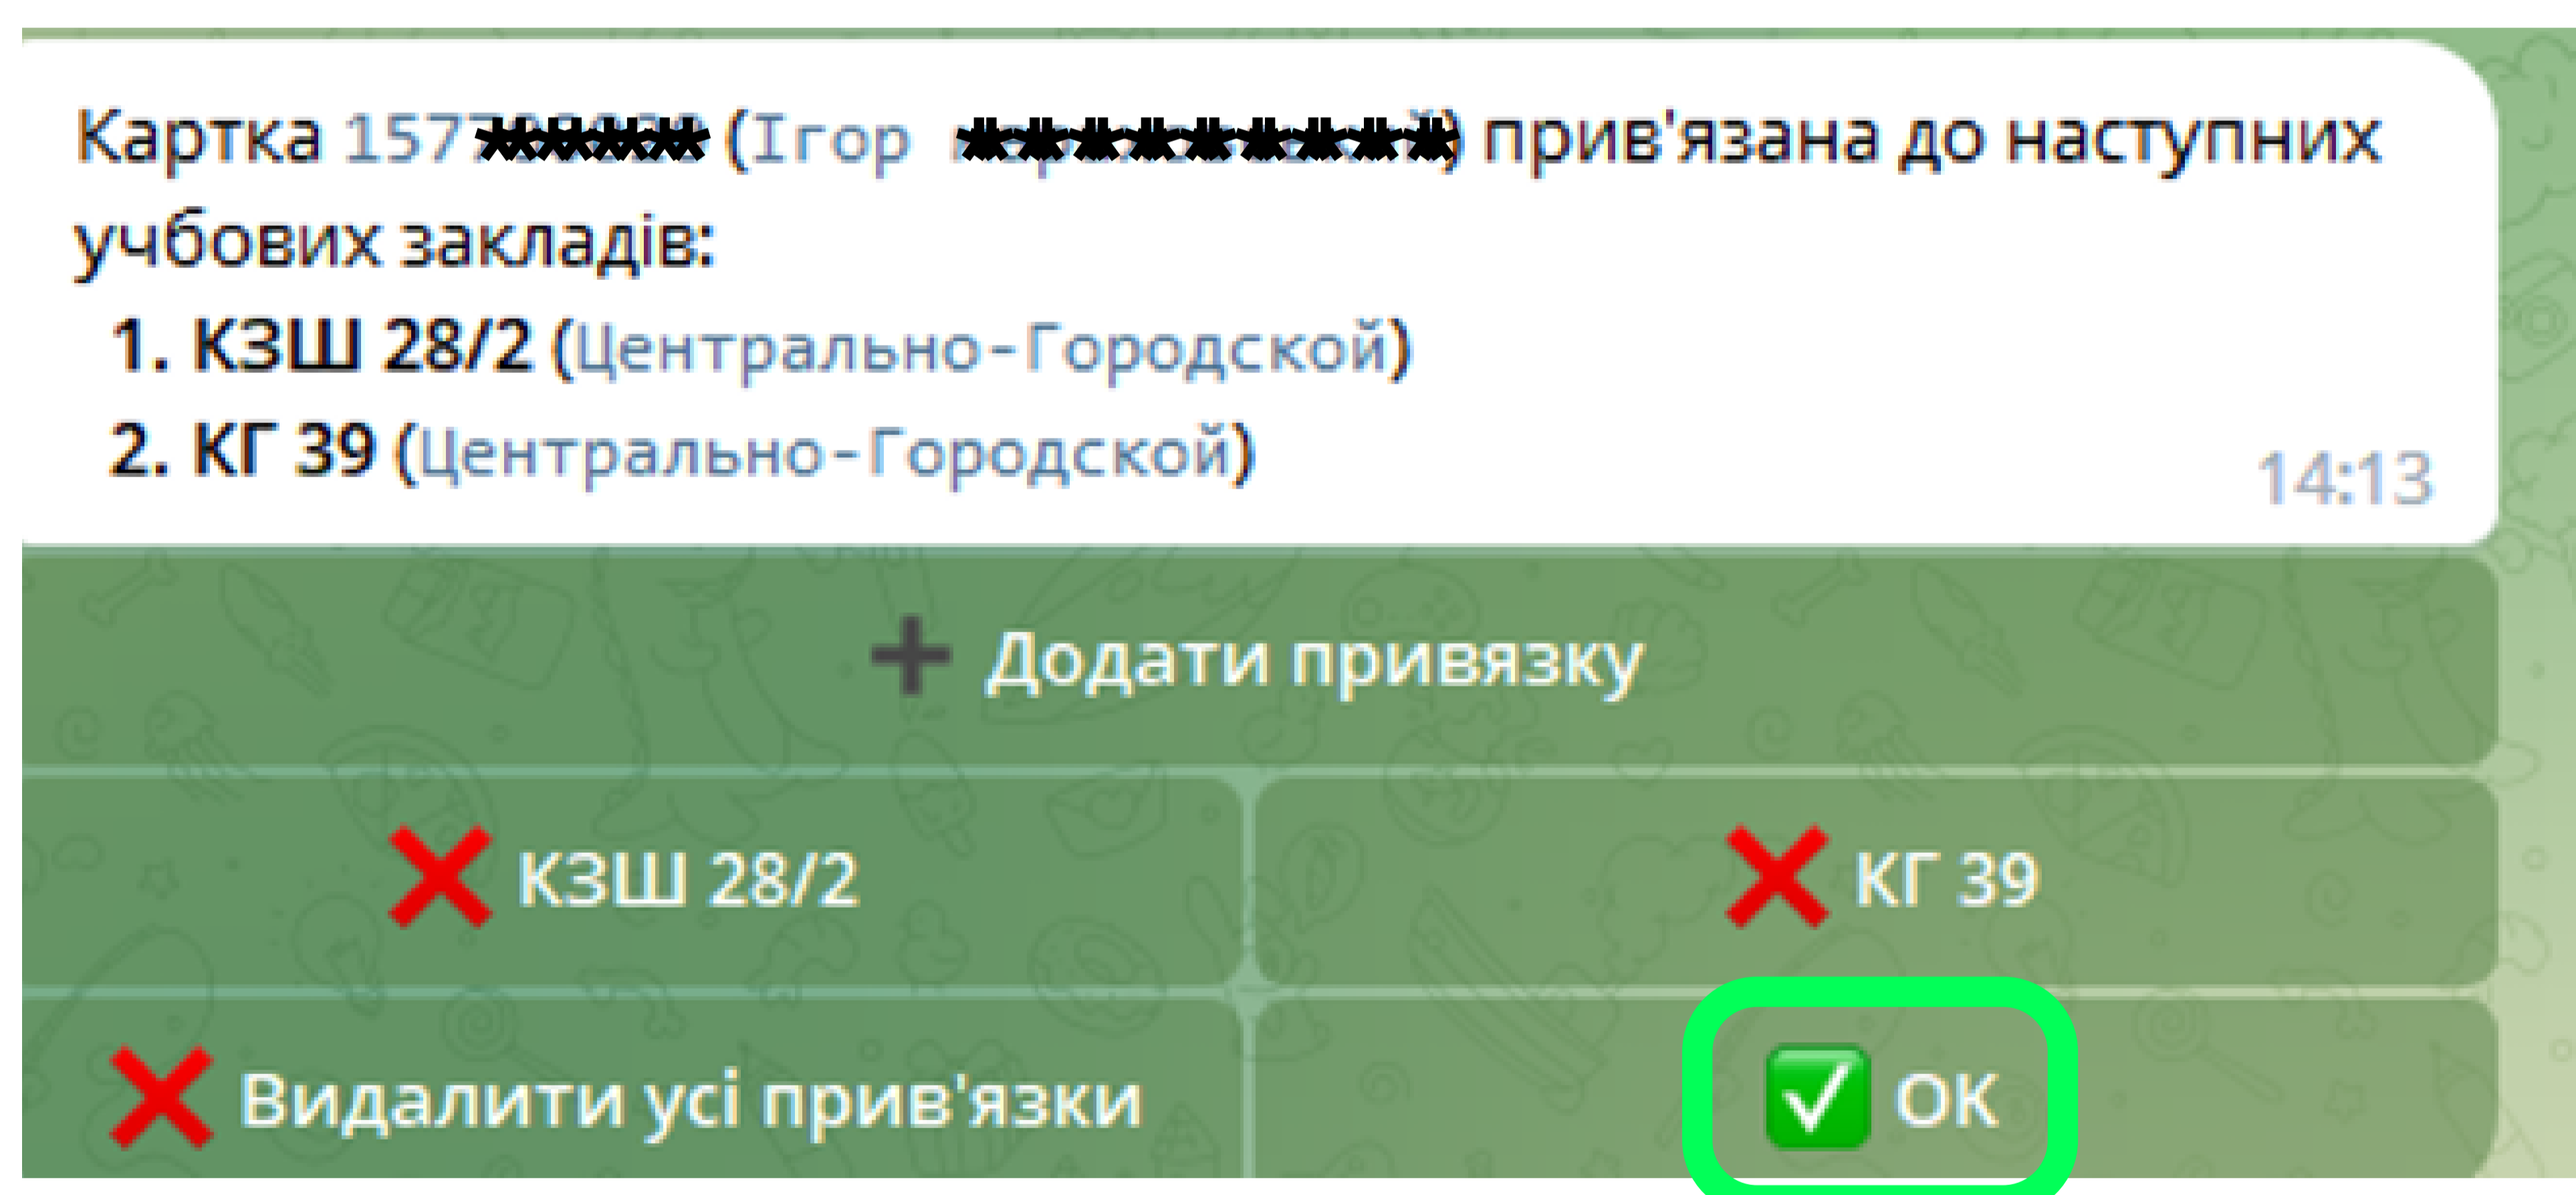 Картка 157 (Ігор ) прив'язана до наступних
учбових закладів:
1. КЗШ 28/2 (Центрально-Городской)
2. КГ 39 (Центрально-Городской)
14:13
➕ Додати привязку
❌ КЗШ 28/2
❌ КГ 39
❌ Видалити усі прив'язки
✅ ОК